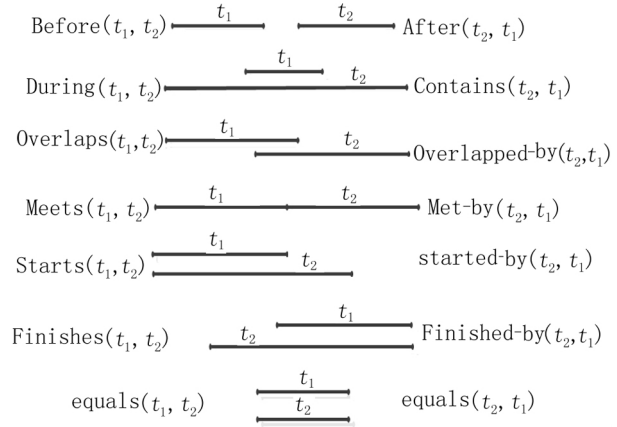 Before(t₁, t₂) t₁ t₂ After(t₂, t₁)
t₁
During(t₁, t₂) t₂ Contains(t₂, t₁)
Overlaps(t₁,t₂) t₁ t₂ Overlapped-by(t₂,t₁)
Meets(t₁, t₂) t₁ t₂ Met-by(t₂, t₁)
Starts(t₁,t₂) t₁ t₂ started-by(t₂, t₁)
t₁
Finishes(t₁, t₂) t₂ Finished-by(t₂,t₁)
t₁
equals(t₁, t₂) t₂ equals(t₂, t₁)